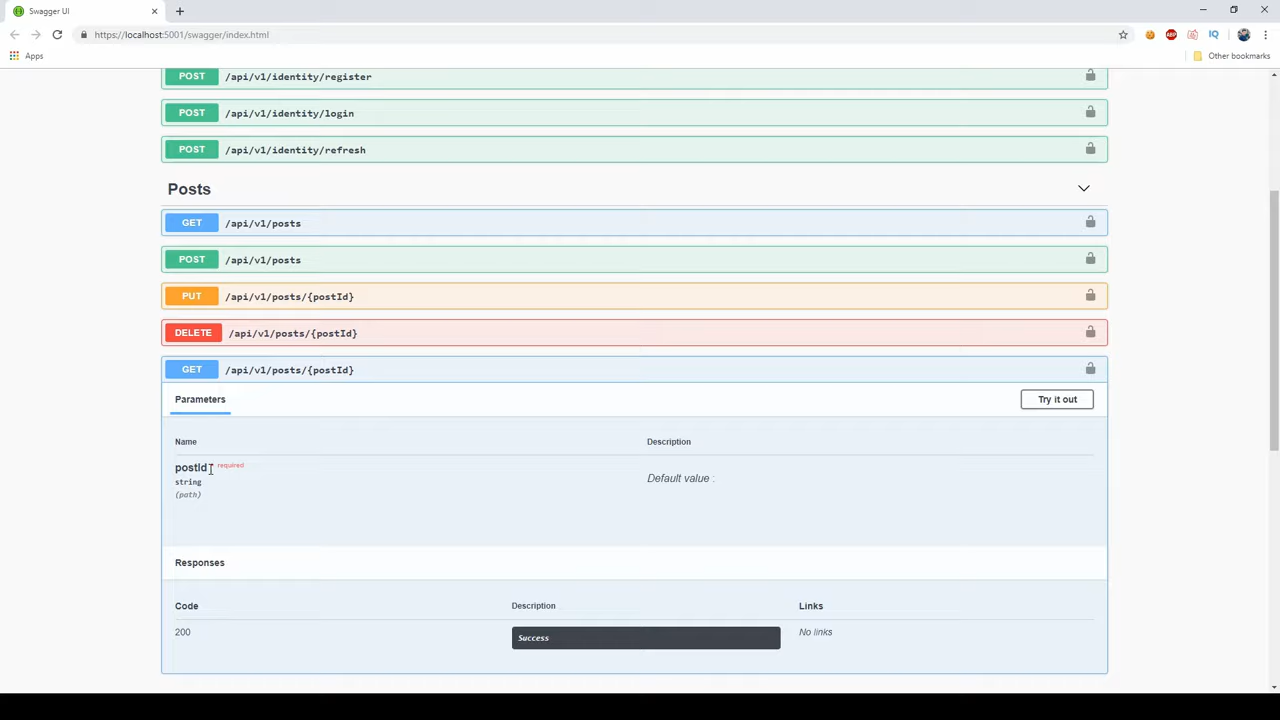 Swagger UI
https://localhost:5001/swagger/index.html
ABP
IQ
Apps
Other bookmarks
POST /api/v1/identity/register
POST /api/v1/identity/login
POST /api/v1/identity/refresh
Posts
GET /api/v1/posts
POST /api/v1/posts
PUT /api/v1/posts/{postId}
DELETE /api/v1/posts/{postId}
GET /api/v1/posts/{postId}
Parameters
Try it out
Name Description
postId * required
string
(path)
Default value :
Responses
Code Description Links
200 Success No links